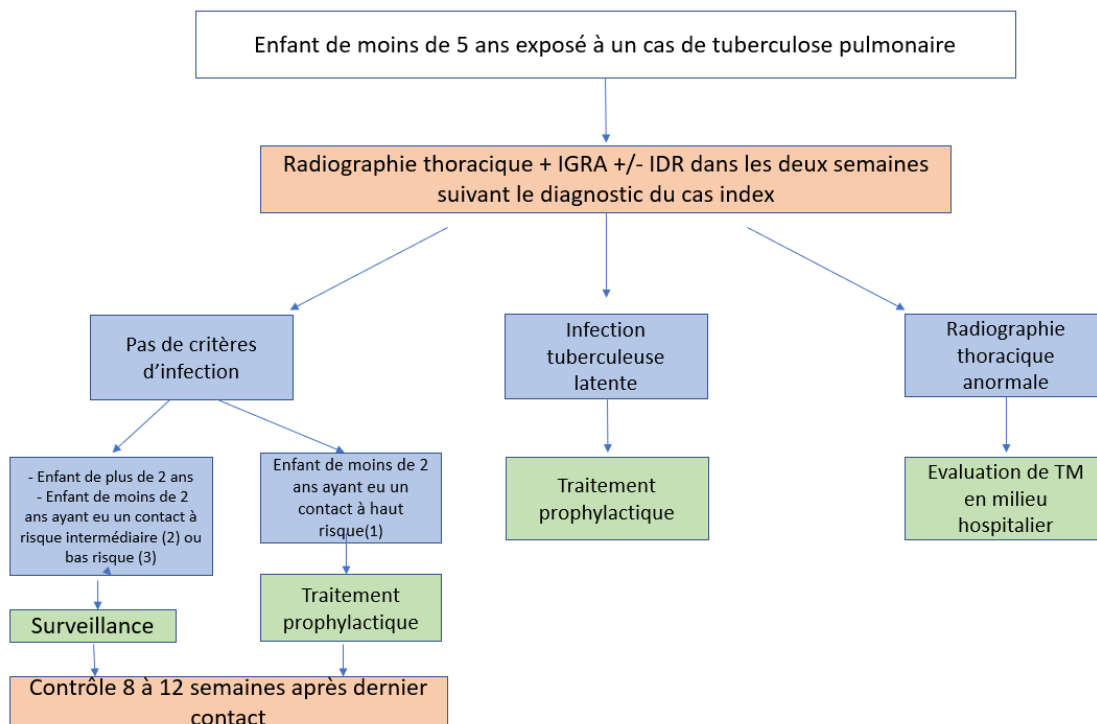 Enfant de moins de 5 ans exposé à un cas de tuberculose pulmonaire
Radiographie thoracique + IGRA +/- IDR dans les deux semaines
suivant le diagnostic du cas index
Pas de critères
d’infection
Infection
tuberculeuse
latente
Radiographie
thoracique
anormale
- Enfant de plus de 2 ans
- Enfant de moins de 2
ans ayant eu un contact à
risque intermédiaire (2) ou
bas risque (3)
Enfant de moins de 2
ans ayant eu un
contact à haut
risque(1)
Traitement
prophylactique
Evaluation de TM
en milieu
hospitalier
Surveillance
Traitement
prophylactique
Contrôle 8 à 12 semaines après dernier
contact